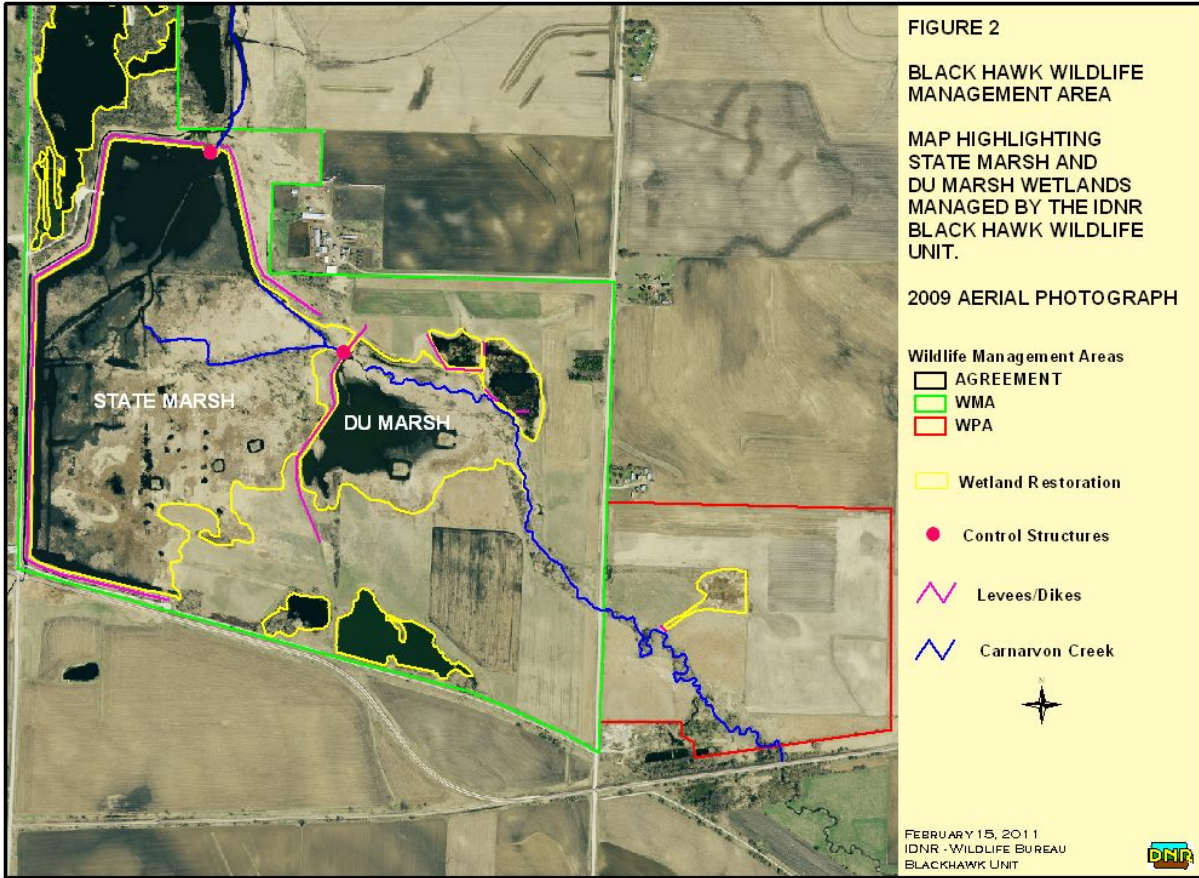 FIGURE 2
BLACK HAWK WILDLIFE
MANAGEMENT AREA
MAP HIGHLIGHTING
STATE MARSH AND
DU MARSH WETLANDS
MANAGED BY THE IDNR
BLACK HAWK WILDLIFE
UNIT.
2009 AERIAL PHOTOGRAPH
Wildlife Management Areas
AGREEMENT
WMA
WPA
Wetland Restoration
Control Structures
Levees/Dikes
Carnarvon Creek
N
STATE MARSH
DU MARSH
FEBRUARY 15, 2011
IDNR - WILDLIFE BUREAU
BLACKHAWK UNIT
DNR